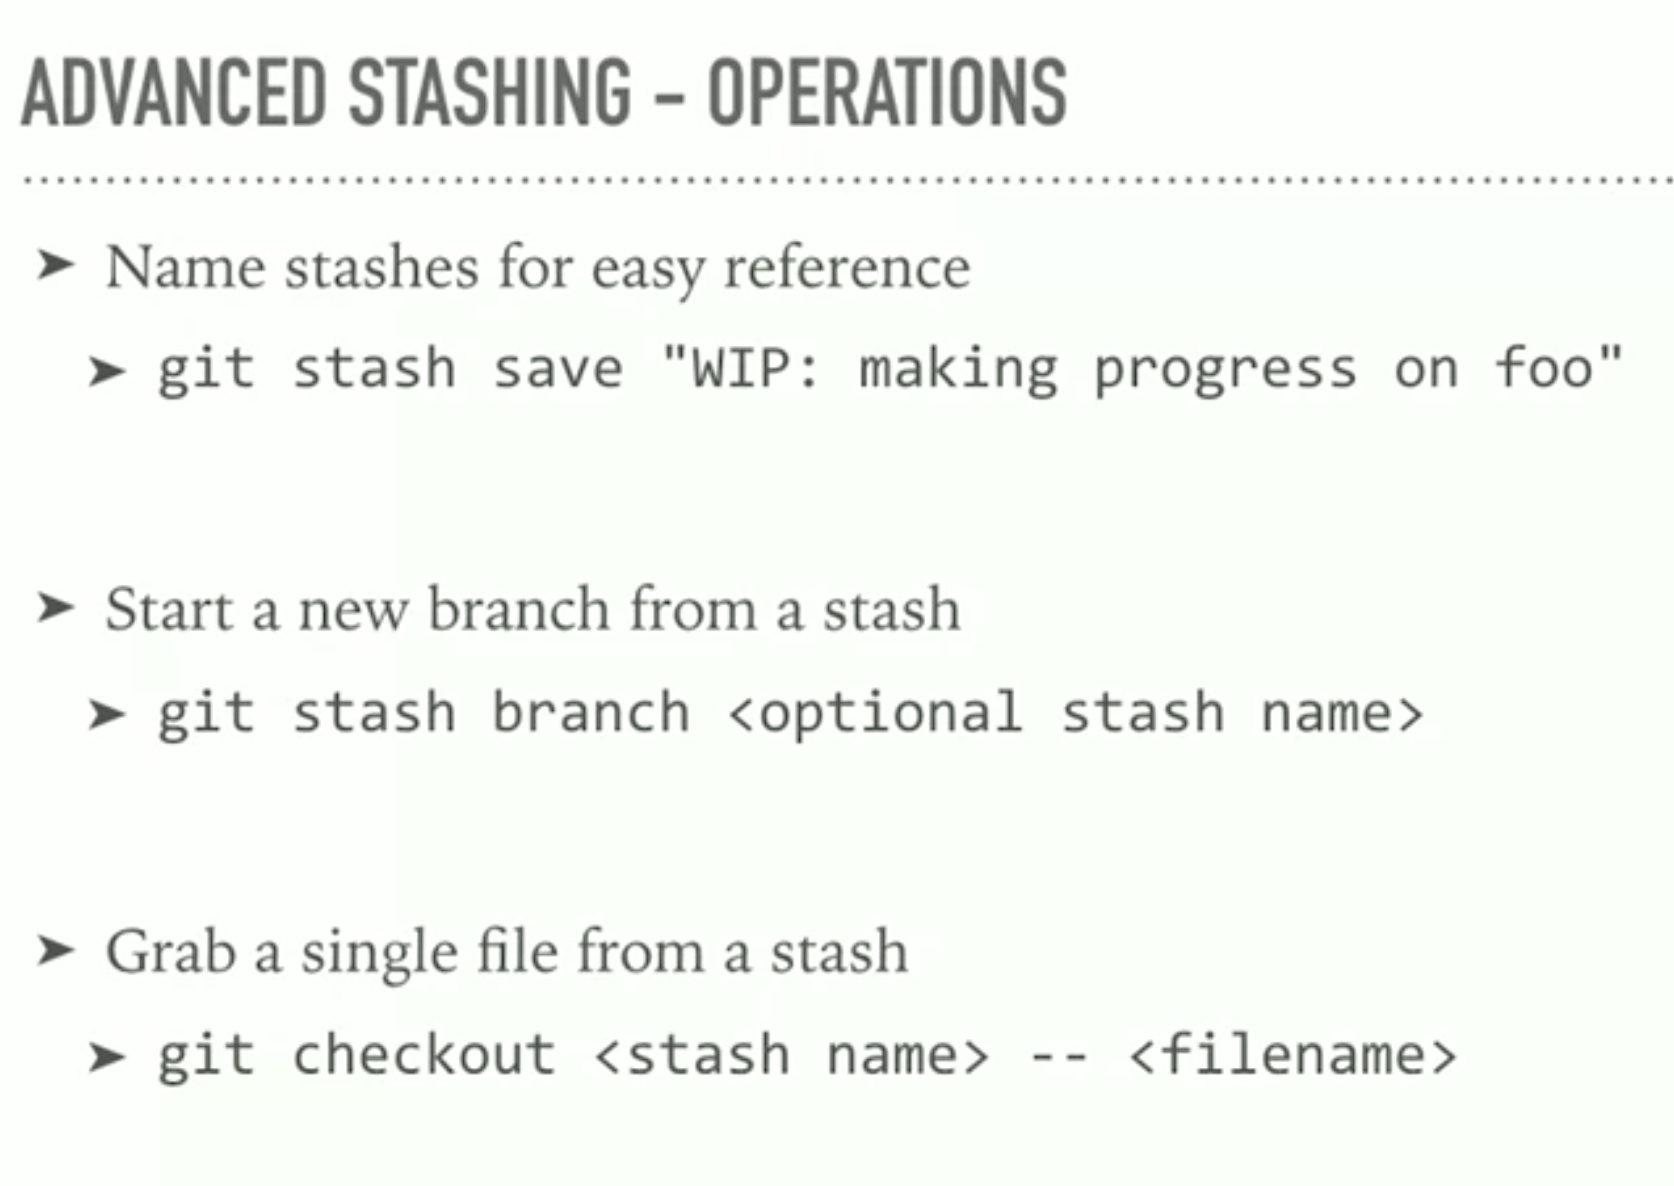 ADVANCED STASHING – OPERATIONS
➤ Name stashes for easy reference
➤ git stash save "WIP: making progress on foo"
➤ Start a new branch from a stash
➤ git stash branch <optional stash name>
➤ Grab a single file from a stash
➤ git checkout <stash name> -- <filename>